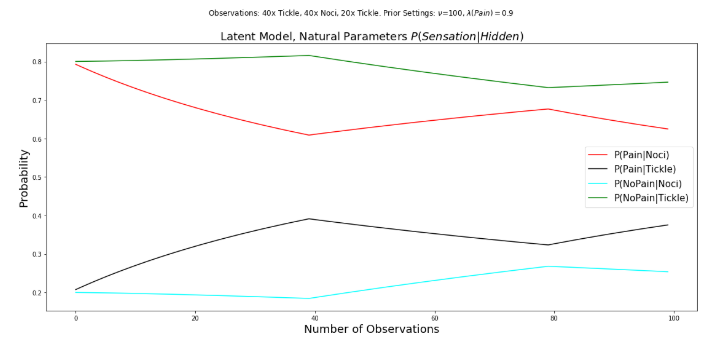 Observations: 40x Tickle, 40x Noci, 20x Tickle. Prior Settings: ν=100, λ(Pain) = 0.9
Latent Model, Natural Parameters P(Sensation|Hidden)
Probability
0.8
0.7
0.6
0.5
0.4
0.3
0.2
P(Pain|Noci)
P(Pain|Tickle)
P(NoPain|Noci)
P(NoPain|Tickle)
0
20
40
60
80
100
Number of Observations